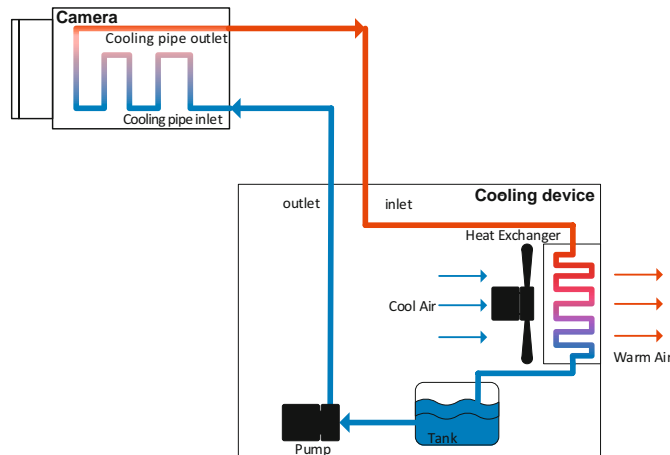 Camera
Cooling pipe outlet
Cooling pipe inlet
Cooling device
outlet
inlet
Heat Exchanger
Cool Air
Warm Air
Tank
Pump